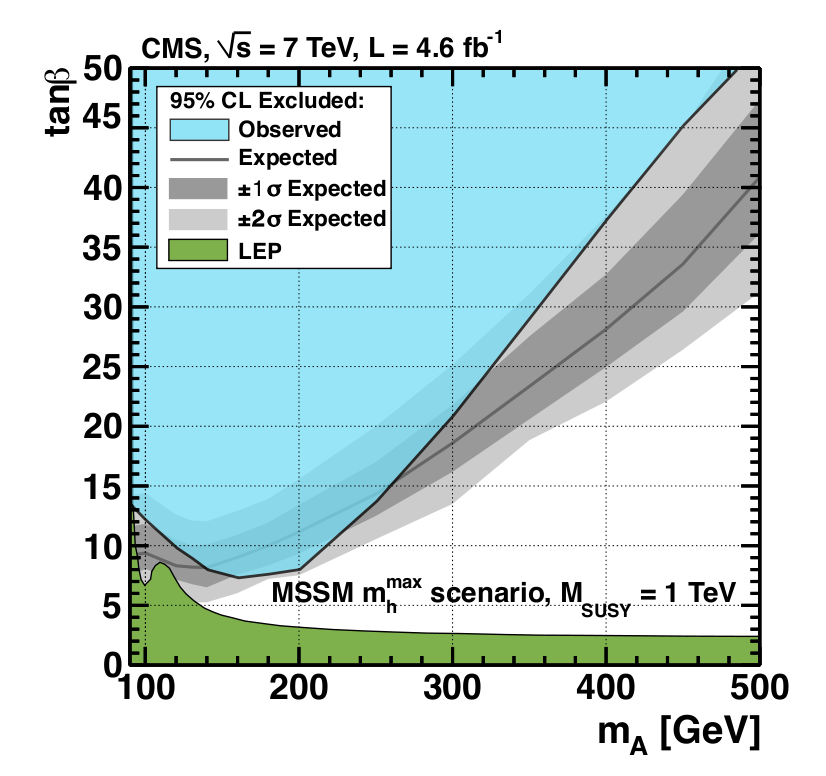 CMS, √s = 7 TeV, L = 4.6 fb⁻¹
tanβ
50
45
40
35
30
25
20
15
10
5
0
95% CL Excluded:
Observed
Expected
±1σ Expected
±2σ Expected
LEP
MSSM m_h^max scenario, M_SUSY = 1 TeV
100 200 300 400 500
m_A [GeV]